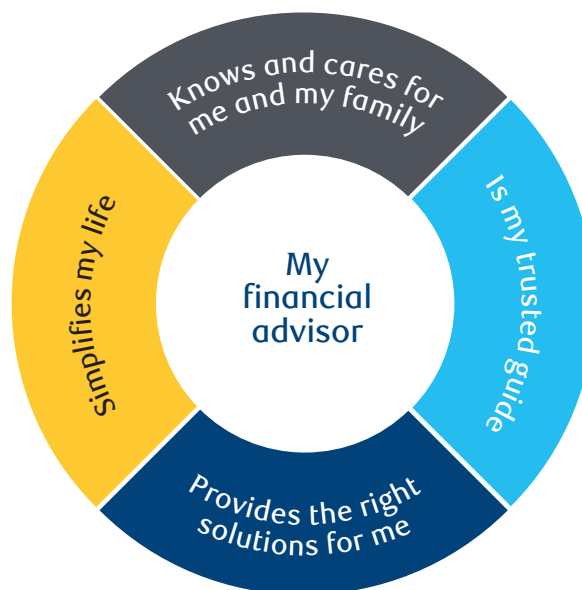 Knows and cares for
me and my family
Is my trusted guide
Provides the right
solutions for me
Simplifies my life
My
financial
advisor